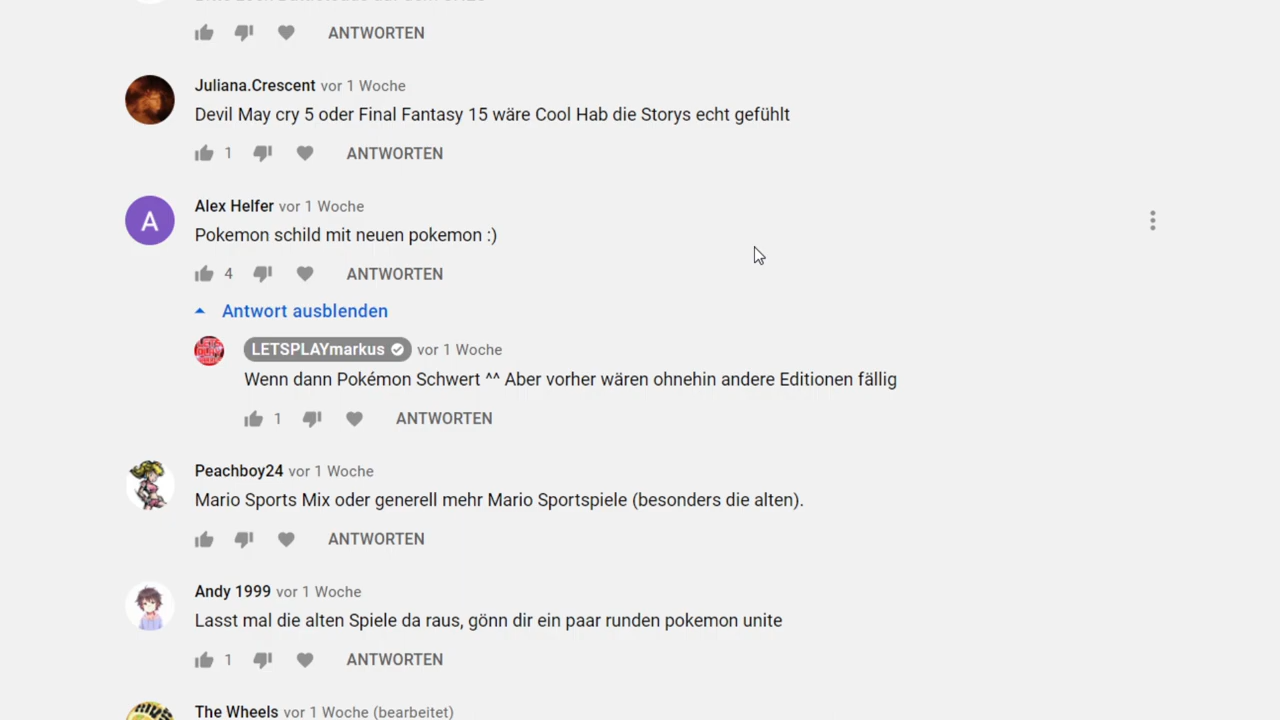 ANTWORTEN
Juliana.Crescent vor 1 Woche
Devil May cry 5 oder Final Fantasy 15 wäre Cool Hab die Storys echt gefühlt
1 ANTWORTEN
A
Alex Helfer vor 1 Woche
Pokemon schild mit neuen pokemon :)
4 ANTWORTEN
Antwort ausblenden
LETSPLAYmarkus vor 1 Woche
Wenn dann Pokémon Schwert ^^ Aber vorher wären ohnehin andere Editionen fällig
1 ANTWORTEN
Peachboy24 vor 1 Woche
Mario Sports Mix oder generell mehr Mario Sportspiele (besonders die alten).
ANTWORTEN
Andy 1999 vor 1 Woche
Lasst mal die alten Spiele da raus, gönn dir ein paar runden pokemon unite
1 ANTWORTEN
The Wheels vor 1 Woche (bearbeitet)